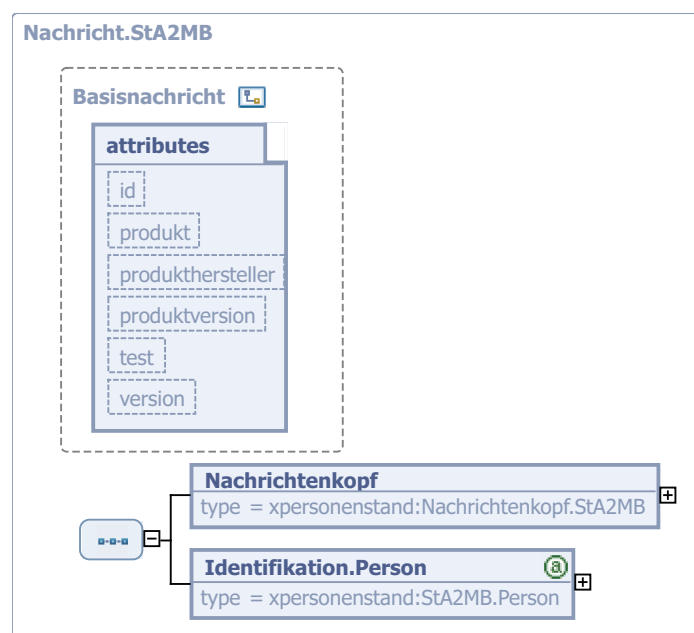 Nachricht.StA2MB
Basisnachricht
attributes
id
produkt
produkthersteller
produktversion
test
version
Nachrichtenkopf
type = xpersonenstand:Nachrichtenkopf.StA2MB
Identifikation.Person
a
type = xpersonenstand:StA2MB.Person